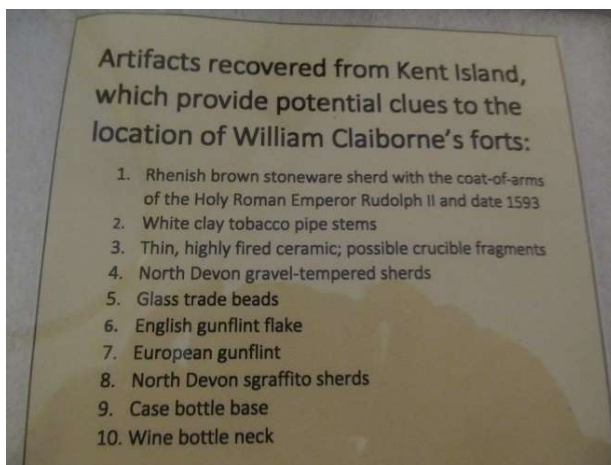 Artifacts recovered from Kent Island,
which provide potential clues to the
location of William Claiborne's forts:
1. Rhenish brown stoneware sherd with the coat-of-arms
of the Holy Roman Emperor Rudolph II and date 1593
2. White clay tobacco pipe stems
3. Thin, highly fired ceramic; possible crucible fragments
4. North Devon gravel-tempered sherds
5. Glass trade beads
6. English gunflint flake
7. European gunflint
8. North Devon sgraffito sherds
9. Case bottle base
10. Wine bottle neck